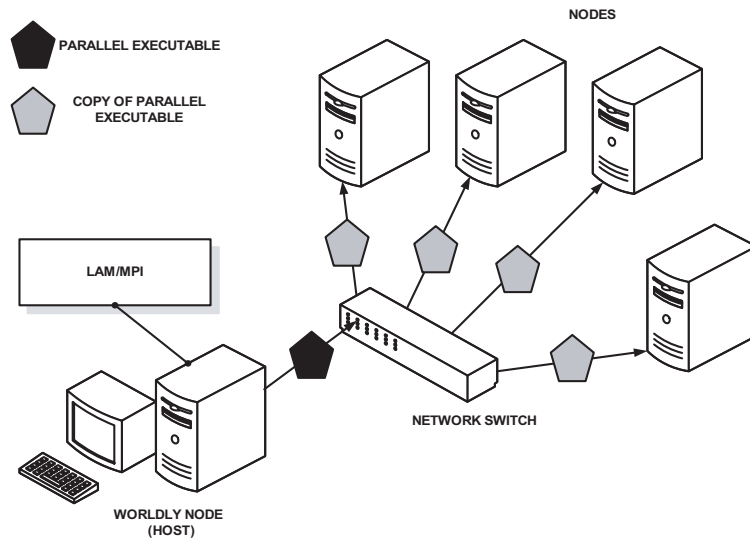 NODES
PARALLEL EXECUTABLE
COPY OF PARALLEL
EXECUTABLE
LAM/MPI
NETWORK SWITCH
WORLDLY NODE
(HOST)